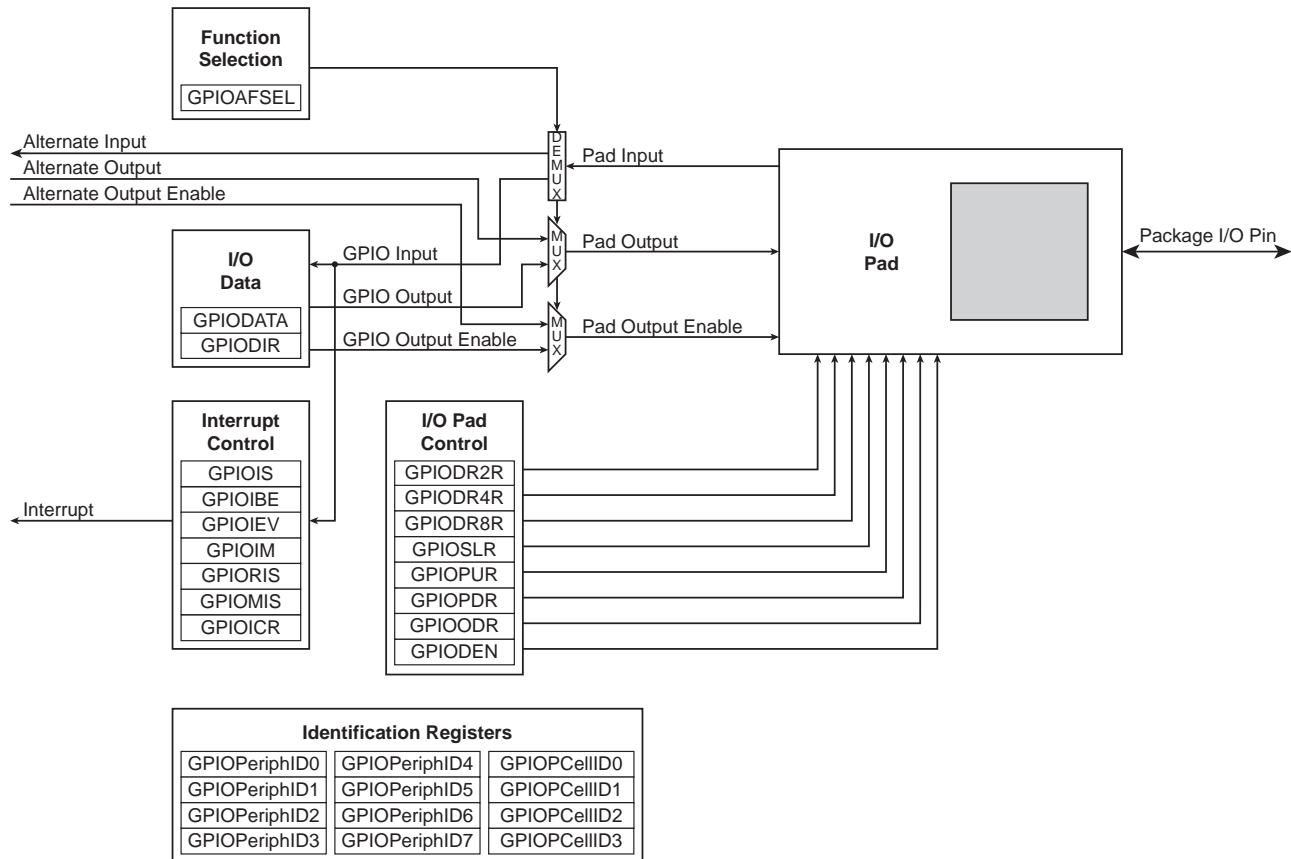 Function
Selection
GPIOAFSEL
Alternate Input
Alternate Output
Alternate Output Enable
DEMUX
Pad Input
MUX
Pad Output
MUX
Pad Output Enable
I/O
Pad
Package I/O Pin
I/O
Data
GPIODATA
GPIODIR
GPIO Input
GPIO Output
GPIO Output Enable
Interrupt
Control
GPIOIS
GPIOIBE
GPIOIEV
GPIOIM
GPIORIS
GPIOMIS
GPIOICR
Interrupt
I/O Pad
Control
GPIODR2R
GPIODR4R
GPIODR8R
GPIOSLR
GPIOPUR
GPIOPDR
GPIOODR
GPIODEN
Identification Registers
GPIOPeriphID0 GPIOPeriphID4 GPIOPCellID0
GPIOPeriphID1 GPIOPeriphID5 GPIOPCellID1
GPIOPeriphID2 GPIOPeriphID6 GPIOPCellID2
GPIOPeriphID3 GPIOPeriphID7 GPIOPCellID3